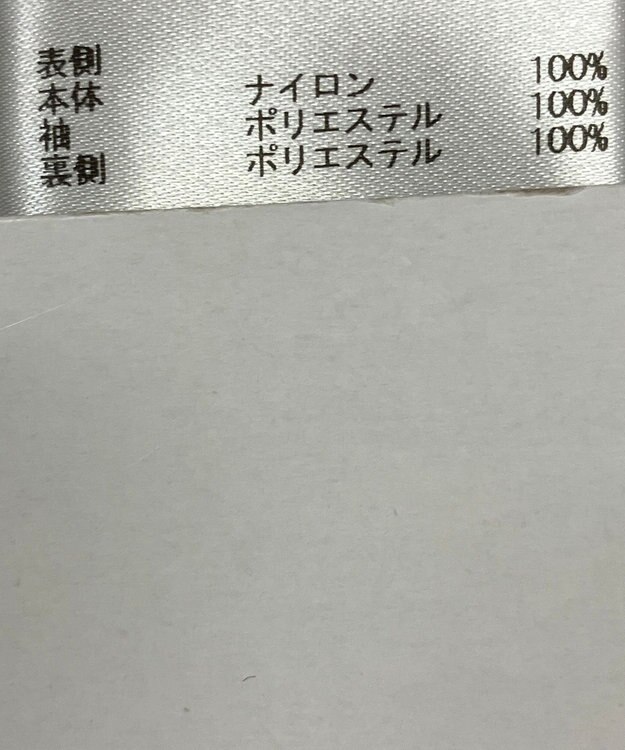 表側
本体 ナイロン 100%
袖 ポリエステル 100%
裏側 ポリエステル 100%